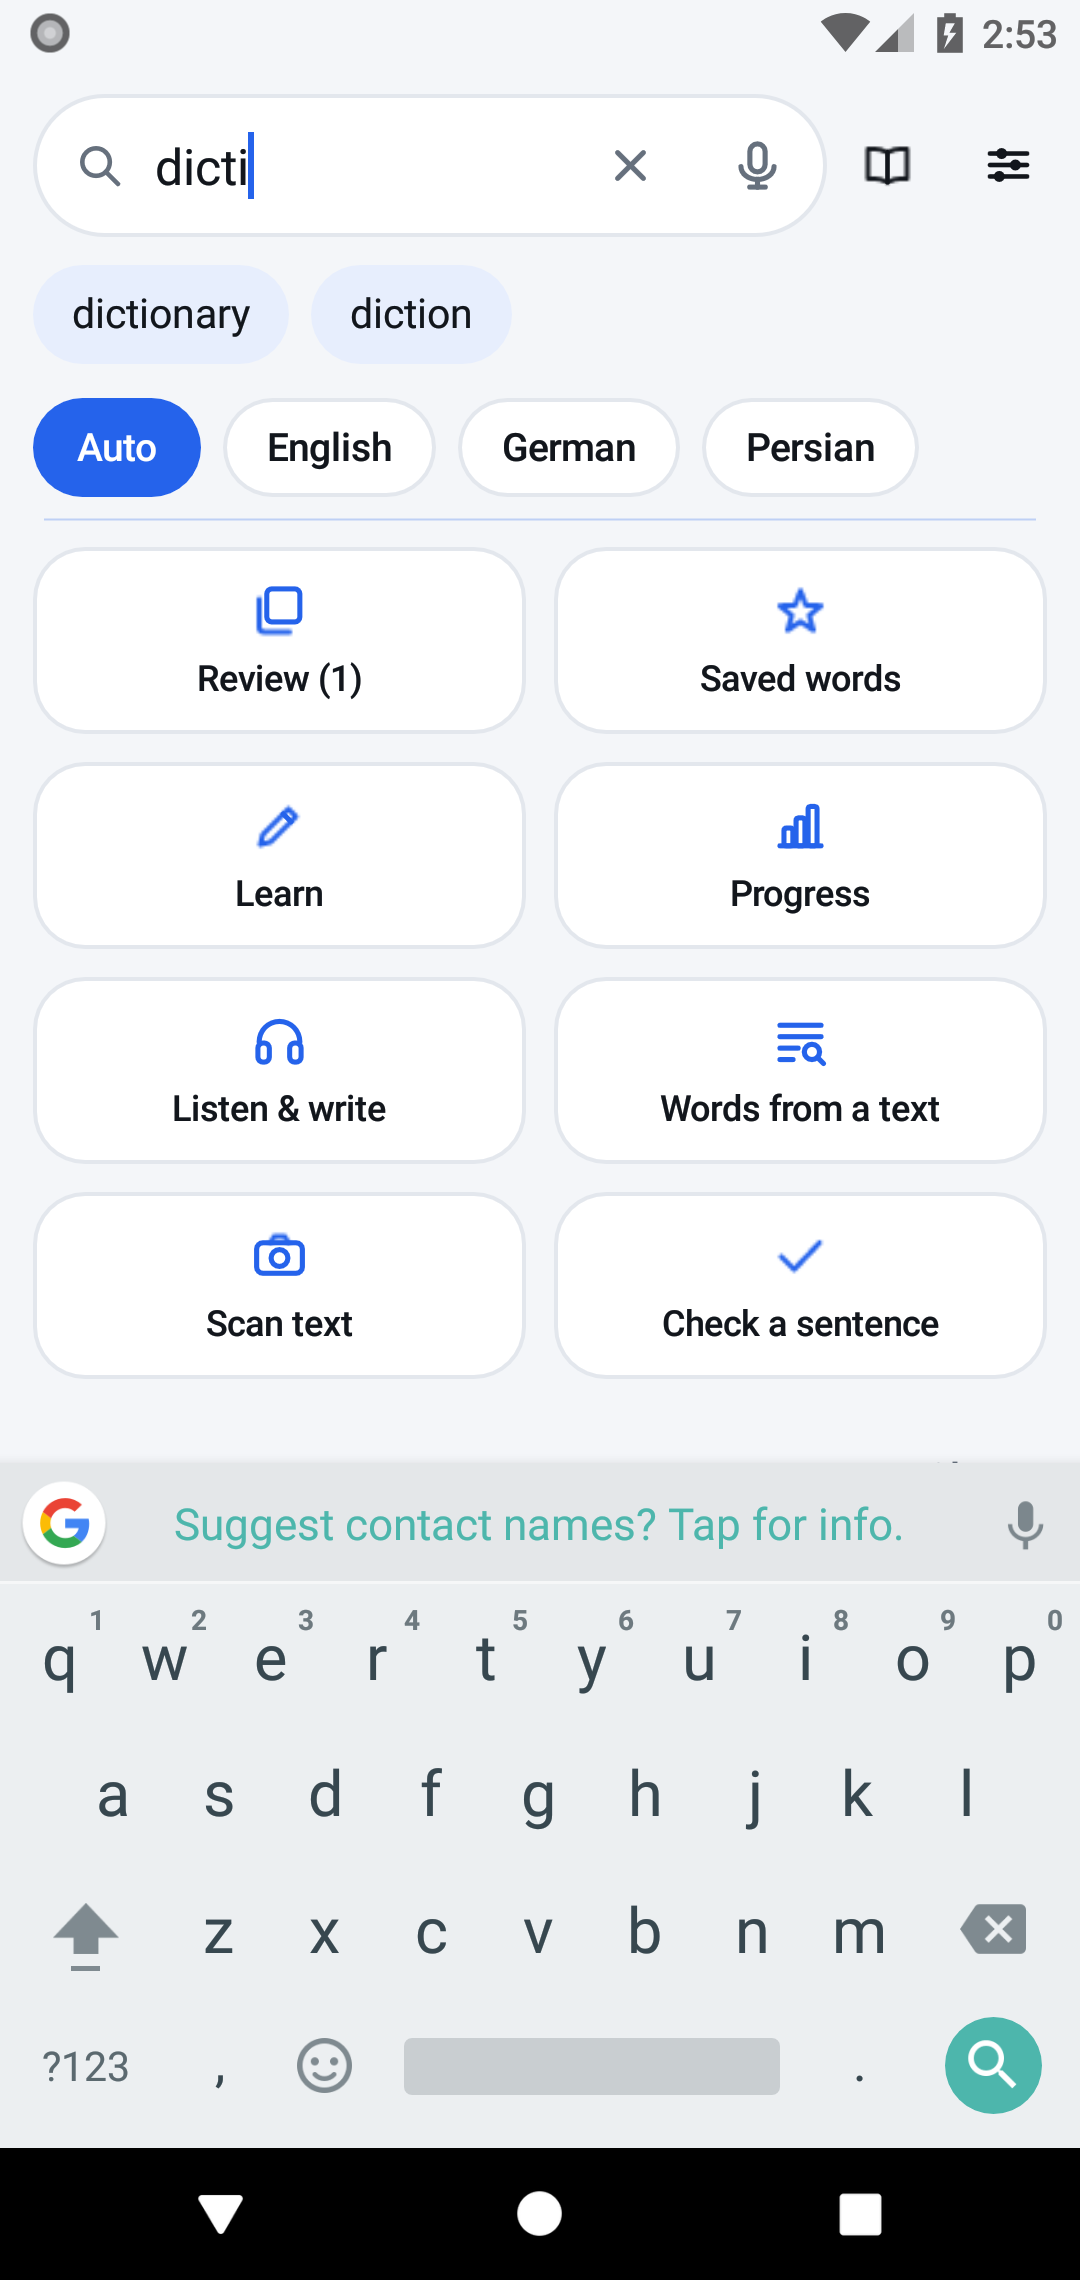 2:53
dicti
dictionary diction
Auto English German Persian
Review (1) Saved words
Learn Progress
Listen & write Words from a text
Scan text Check a sentence
Suggest contact names? Tap for info.
1 2 3 4 5 6 7 8 9 0
q w e r t y u i o p
a s d f g h j k l
z x c v b n m
?123 , .